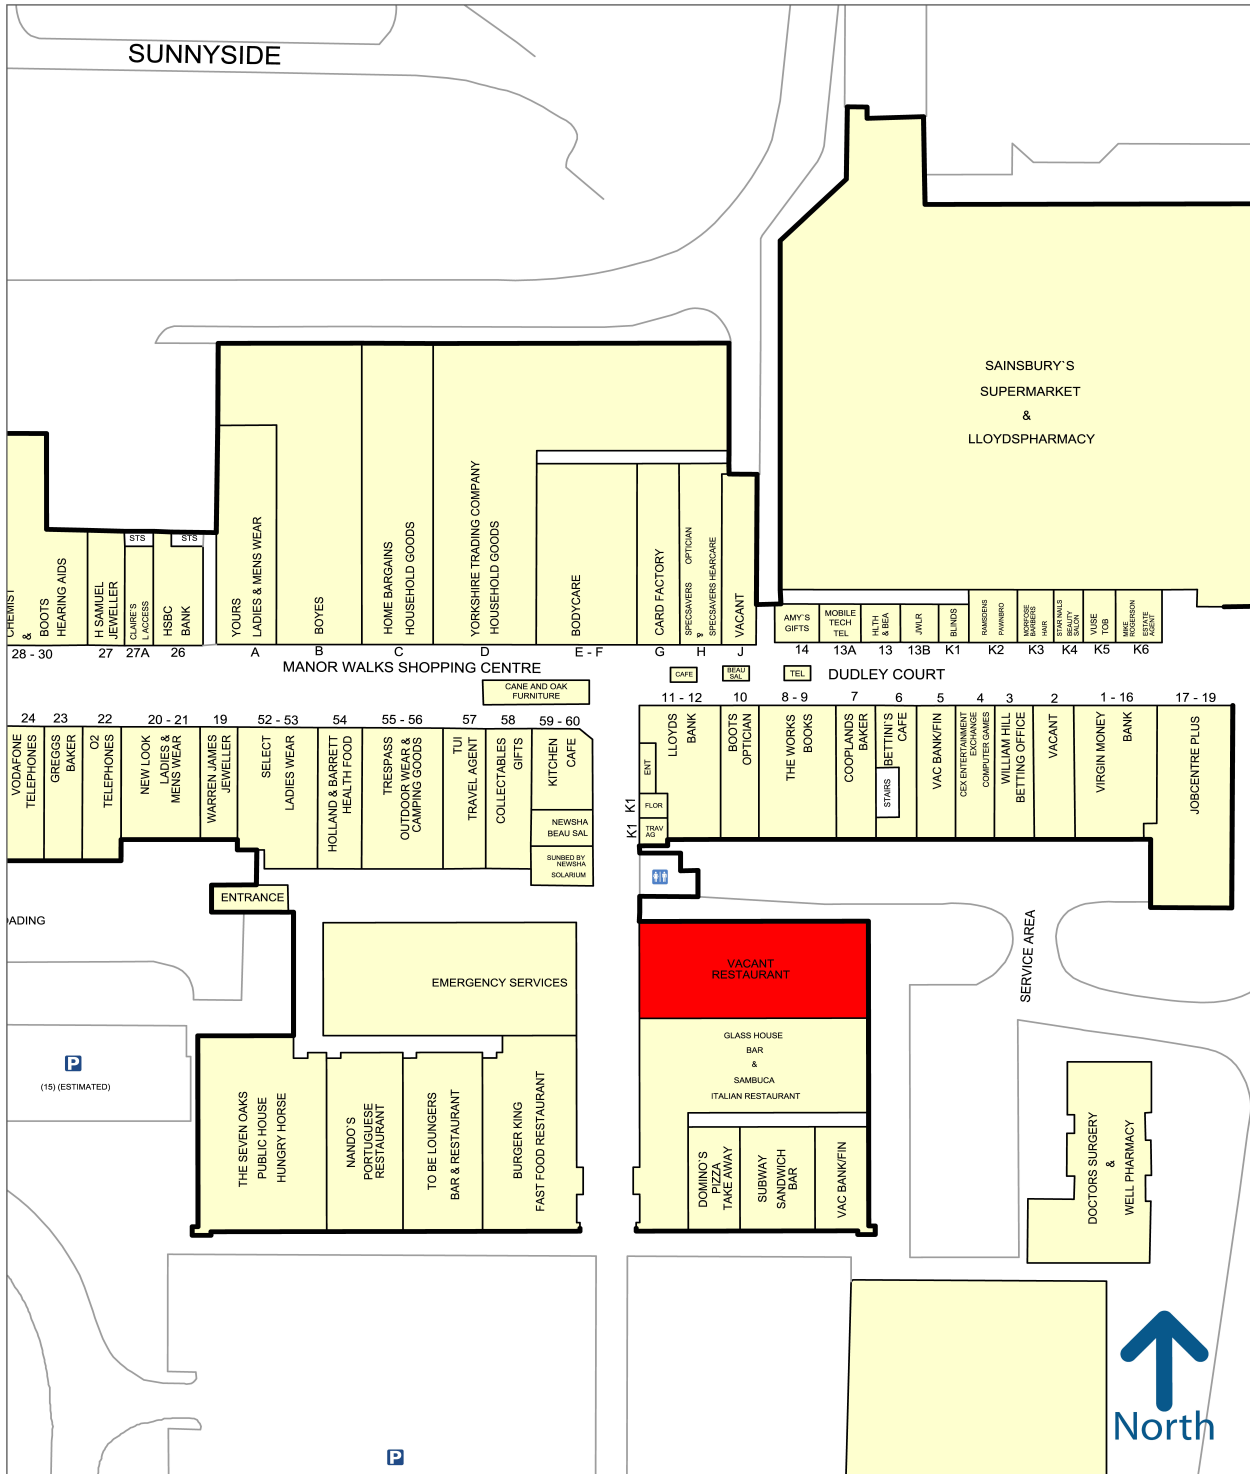 SUNNYSIDE
SAINSBURY`S
SUPERMARKET
&
LLOYDSPHARMACY
CHEMIST
&
BOOTS
HEARING AIDS
H SAMUEL
JEWELLER
STS
CLAIRE`S
L ACCESS
STS
HSBC
BANK
YOURS
LADIES & MENS WEAR
BOYES
HOME BARGAINS
HOUSEHOLD GOODS
YORKSHIRE TRADING COMPANY
HOUSEHOLD GOODS
BODYCARE
CARD FACTORY
SPECSAVERS OPTICIAN
&
SPECSAVERS HEARCARE
VACANT
AMY`S
GIFTS
MOBILE
TECH
TEL
HLTH
& BEA
JWLR
BLINDS
RAMSDENS
PAWNBRO
MORFOSE
BARBERS
HAIR
STAR NAILS
BEAUTY
SALON
VUSE
TOB
MIKE
ROGERSON
ESTATE
AGENT
28 - 30
27
27A
26
A
B
C
D
E - F
G
H
J
14
13A
13
13B
K1
K2
K3
K4
K5
K6
MANOR WALKS SHOPPING CENTRE
CAFE
BEAU
SAL
TEL
DUDLEY COURT
CANE AND OAK
FURNITURE
24
23
22
20 - 21
19
52 - 53
54
55 - 56
57
58
59 - 60
11 - 12
10
8 - 9
7
6
5
4
3
2
1 - 16
17 - 19
VODAFONE
TELEPHONES
GREGGS
BAKER
O2
TELEPHONES
NEW LOOK
LADIES &
MENS WEAR
WARREN JAMES
JEWELLER
SELECT
LADIES WEAR
HOLLAND & BARRETT
HEALTH FOOD
TRESPASS
OUTDOOR WEAR &
CAMPING GOODS
TUI
TRAVEL AGENT
COLLECTABLES
GIFTS
KITCHEN
CAFE
NEWSHA
BEAU SAL
SUNBED BY
NEWSHA
SOLARIUM
K1 K1
ENT
FLOR
TRAV
AG
LLOYDS
BANK
BOOTS
OPTICIAN
THE WORKS
BOOKS
COOPLANDS
BAKER
BETTINI`S
CAFE
STAIRS
VAC BANK/FIN
CEX ENTERTAINMENT
EXCHANGE
COMPUTER GAMES
WILLIAM HILL
BETTING OFFICE
VACANT
VIRGIN MONEY
BANK
JOBCENTRE PLUS
ENTRANCE
OADING
EMERGENCY SERVICES
VACANT
RESTAURANT
SERVICE AREA
GLASS HOUSE
BAR
&
SAMBUCA
ITALIAN RESTAURANT
P
(15) (ESTIMATED)
THE SEVEN OAKS
PUBLIC HOUSE
HUNGRY HORSE
NANDO`S
PORTUGUESE
RESTAURANT
TO BE LOUNGERS
BAR & RESTAURANT
BURGER KING
FAST FOOD RESTAURANT
DOMINO`S
PIZZA
TAKE AWAY
SUBWAY
SANDWICH
BAR
VAC BANK/FIN
DOCTORS SURGERY
&
WELL PHARMACY
North
P